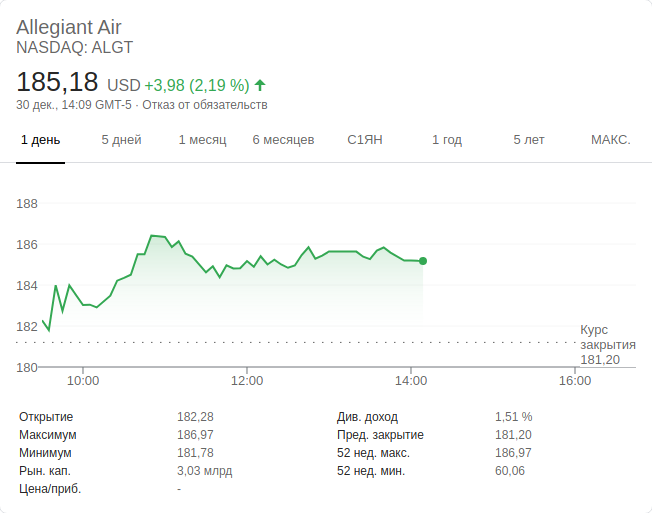 Allegiant Air
NASDAQ: ALGT
185,18 USD +3,98 (2,19 %)
30 дек., 14:09 GMT-5 · Отказ от обязательств
1 день 5 дней 1 месяц 6 месяцев С1ЯН 1 год 5 лет МАКС.
188
186
184
182
180
Курс
закрытия
181,20
10:00 12:00 14:00 16:00
Открытие 182,28 Див. доход 1,51 %
Максимум 186,97 Пред. закрытие 181,20
Минимум 181,78 52 нед. макс. 186,97
Рын. кап. 3,03 млрд 52 нед. мин. 60,06
Цена/приб. -